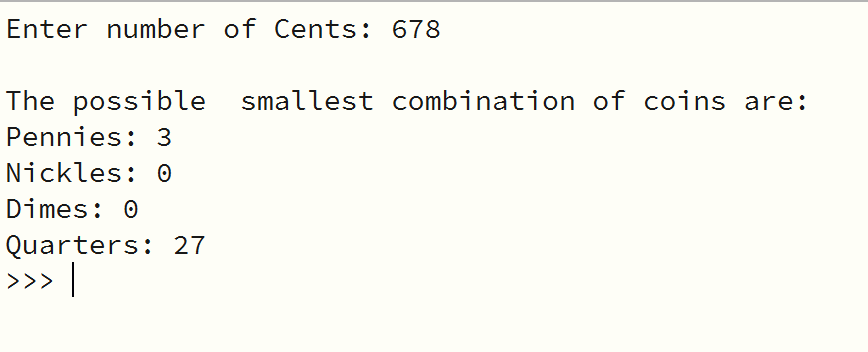 Enter number of Cents: 678
The possible  smallest combination of coins are:
Pennies: 3
Nickles: 0
Dimes: 0
Quarters: 27
>>>